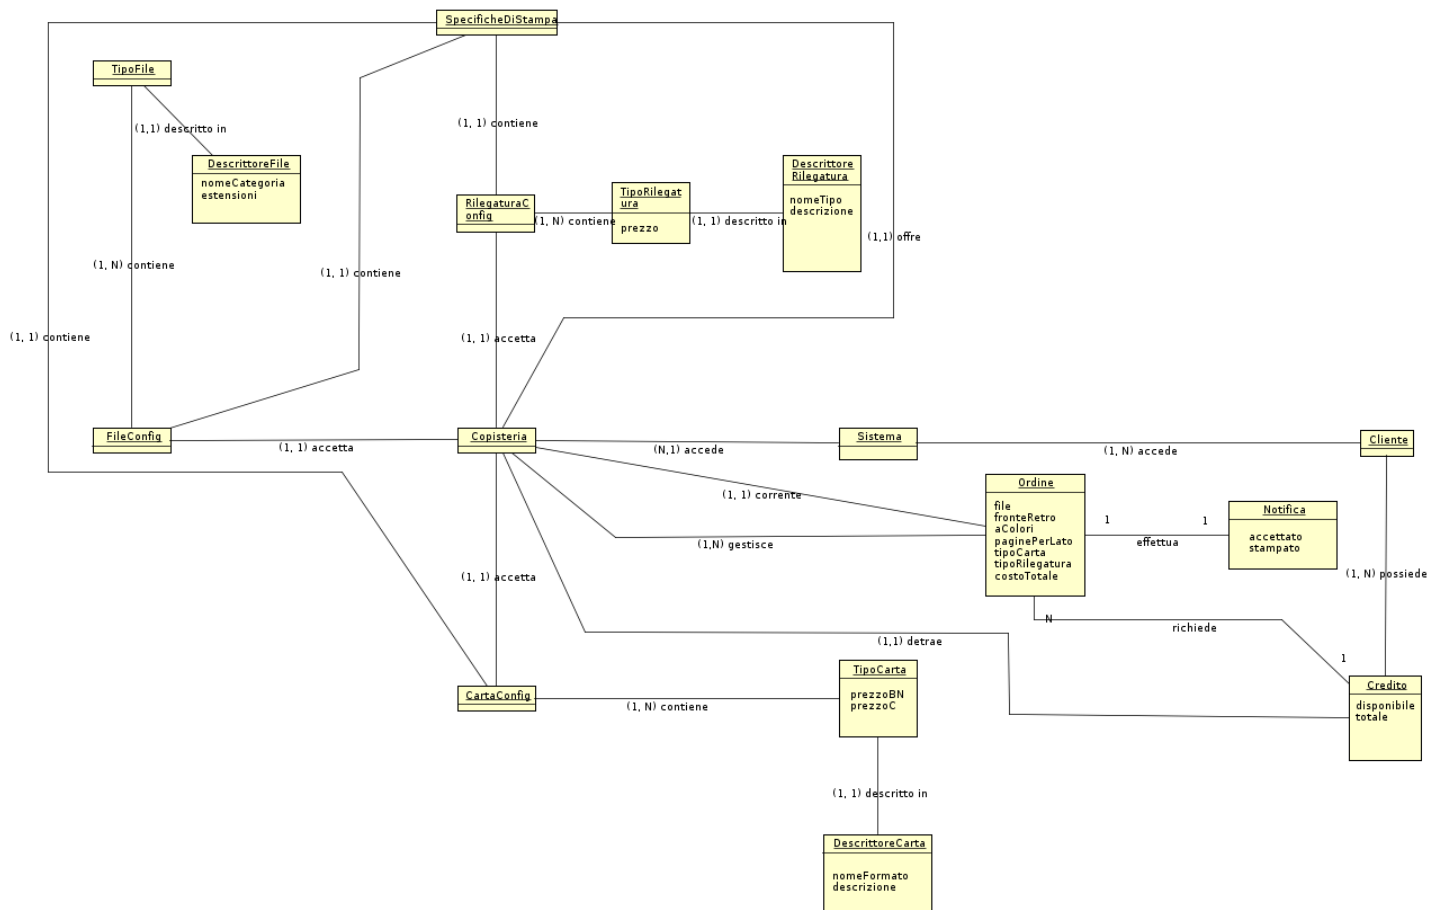 SpecificheDiStampa
TipoFile
(1, 1) contiene
(1,1) descritto in
DescrittoreFile
nomeCategoria
estensioni
Descrittore
Rilegatura
nomeTipo
descrizione
TipoRilegat
ura
prezzo
RilegaturaC
onfig
(1, N) contiene
(1, 1) descritto in
(1,1) offre
(1, N) contiene
(1, 1) contiene
(1, 1) contiene
(1, 1) accetta
FileConfig
(1, 1) accetta
Copisteria
(N,1) accede
Sistema
(1, N) accede
Cliente
(1, 1) corrente
(1,N) gestisce
Ordine
file
fronteRetro
aColori
paginePerLato
tipoCarta
tipoRilegatura
costoTotale
1
1
effettua
Notifica
accettato
stampato
(1, 1) accetta
(1, N) possiede
N
richiede
1
(1,1) detrae
CartaConfig
(1, N) contiene
TipoCarta
prezzoBN
prezzoC
Credito
disponibile
totale
(1, 1) descritto in
DescrittoreCarta
nomeFormato
descrizione